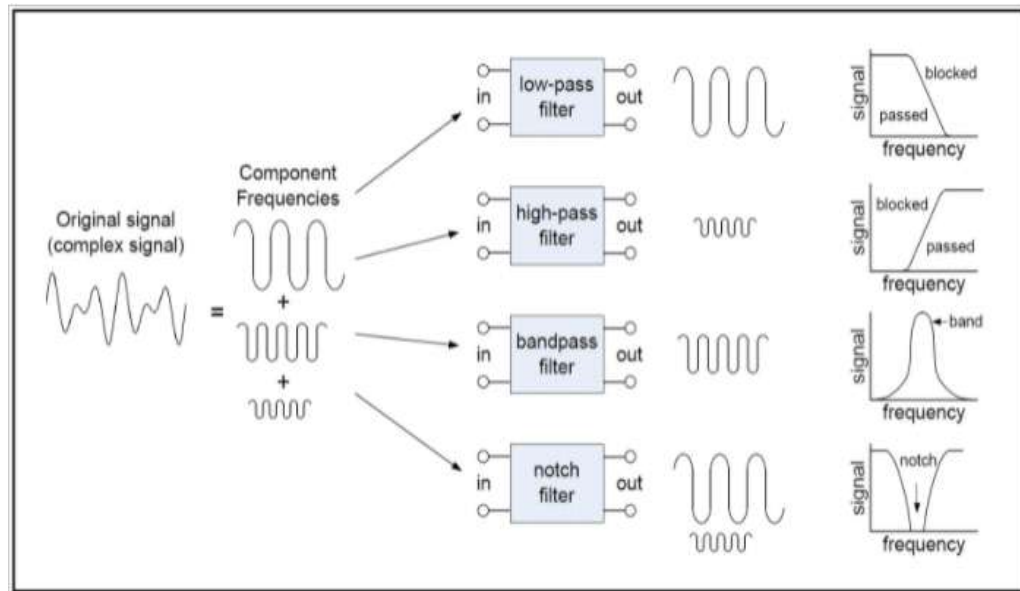 Original signal
(complex signal)
=
Component
Frequencies
+
+
in
low-pass
filter
out
signal
blocked
passed
frequency
in
high-pass
filter
out
signal
blocked
passed
frequency
in
bandpass
filter
out
signal
band
frequency
in
notch
filter
out
signal
notch
frequency